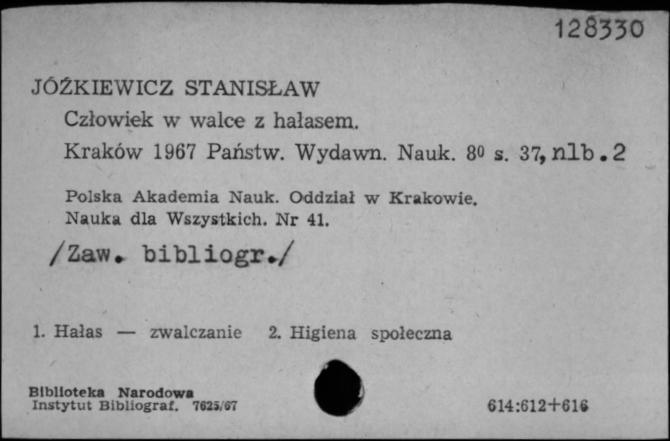 128330
JÓŹKIEWICZ STANISŁAW
Człowiek w walce z hałasem.
Kraków 1967 Państw. Wydawn. Nauk. 8⁰ s. 37, nlb. 2
Polska Akademia Nauk. Oddział w Krakowie.
Nauka dla Wszystkich. Nr 41.
/Zaw. bibliogr./
1. Hałas — zwalczanie 2. Higiena społeczna
Biblioteka Narodowa
Instytut Bibliograf. 7625/67
614:612+616